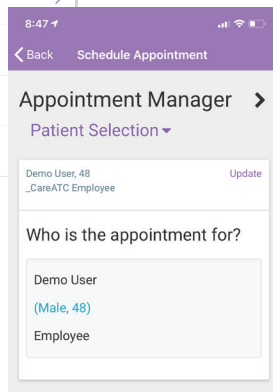 8:47
Back Schedule Appointment
Appointment Manager
Patient Selection
Demo User, 48 Update
_CareATC Employee
Who is the appointment for?
Demo User
(Male, 48)
Employee